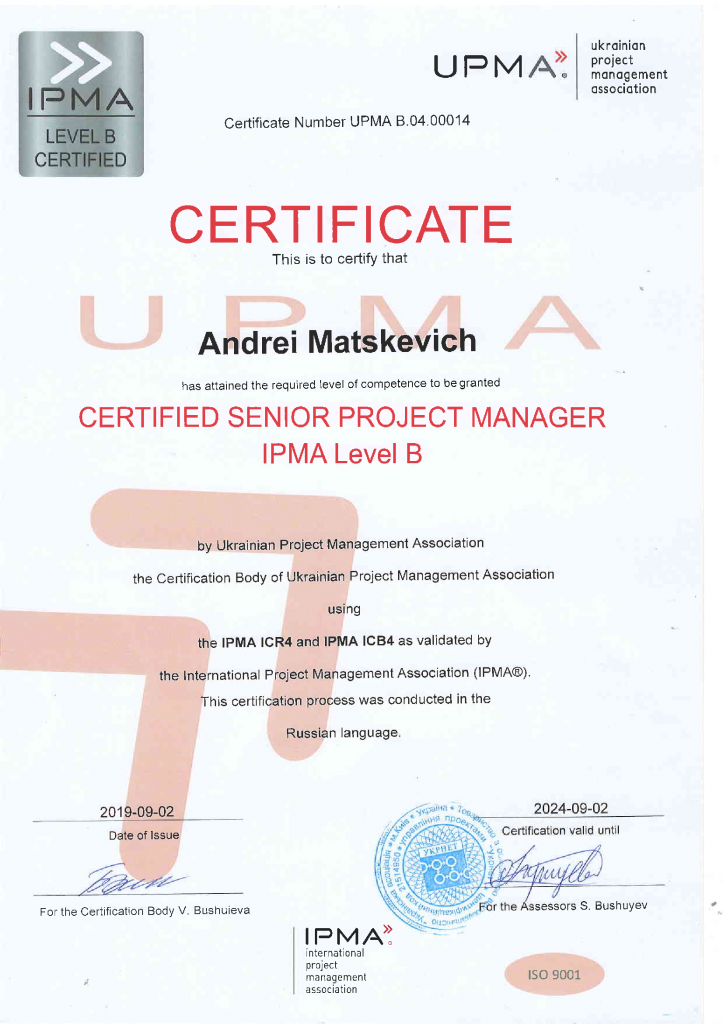 IPMA
LEVEL B
CERTIFIED
UPMA
ukrainian
project
management
association
Certificate Number UPMA B.04.00014
CERTIFICATE
This is to certify that
UPMA
Andrei Matskevich
has attained the required level of competence to be granted
CERTIFIED SENIOR PROJECT MANAGER
IPMA Level B
by Ukrainian Project Management Association
the Certification Body of Ukrainian Project Management Association
using
the IPMA ICR4 and IPMA ICB4 as validated by
the International Project Management Association (IPMA®).
This certification process was conducted in the
Russian language.
2019-09-02
Date of Issue
For the Certification Body V. Bushuieva
2024-09-02
Certification valid until
For the Assessors S. Bushuyev
м.Київ * Україна * Товариство з
управління проектами
УКРНЕТ
IPMA
international
project
management
association
ISO 9001